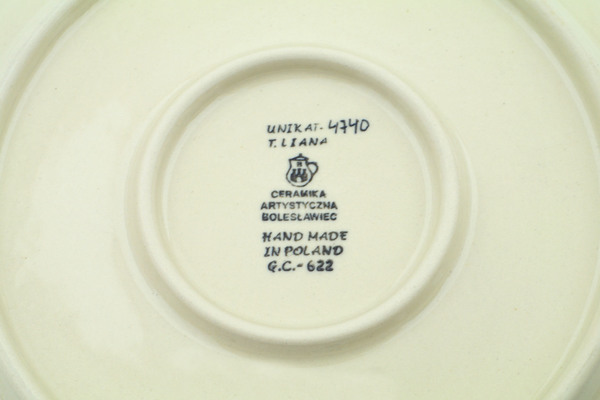 UNIKAT-4740
T. LIANA
CERAMIKA
ARTYSTYCZNA
BOLESŁAWIEC
HAND MADE
IN POLAND
G.C.-622